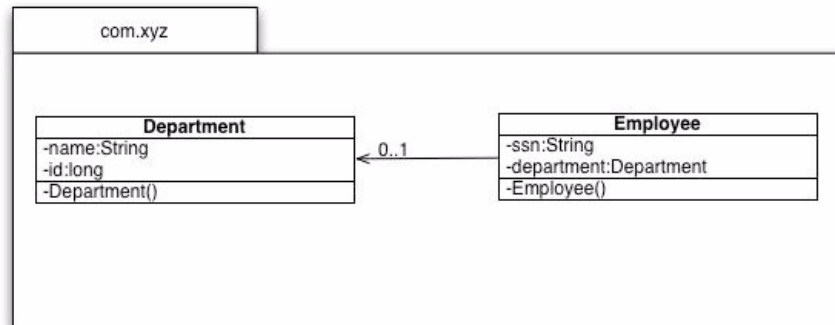 com.xyz
Department
-name:String
-id:long
-Department()
0..1
Employee
-ssn:String
-department:Department
-Employee()